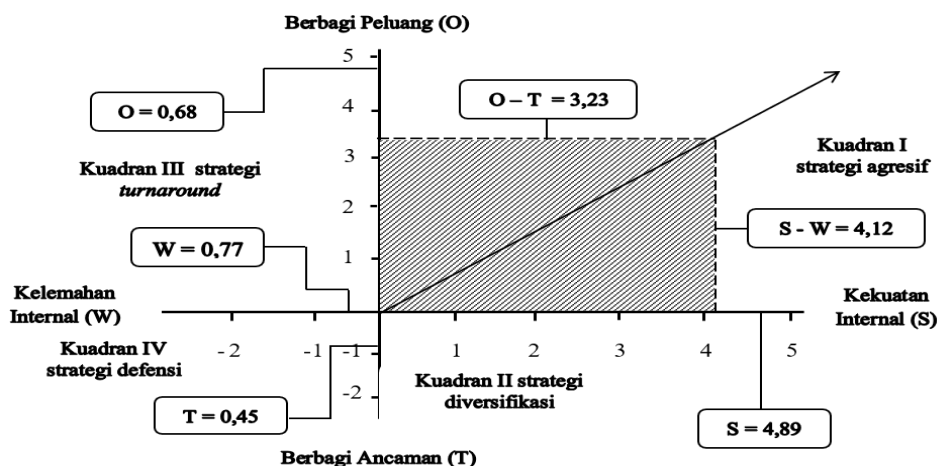 Berbagi Peluang (O)
5
O = 0,68
4
O – T = 3,23
Kuadran I
strategi agresif
Kuadran III strategi
turnaround
3
2
W = 0,77
S - W = 4,12
1
Kelemahan
Internal (W)
Kekuatan
Internal (S)
Kuadran IV
strategi defensi
-2
-1
-1
1
2
3
4
5
-2
Kuadran II strategi
diversifikasi
T = 0,45
S = 4,89
Berbagi Ancaman (T)